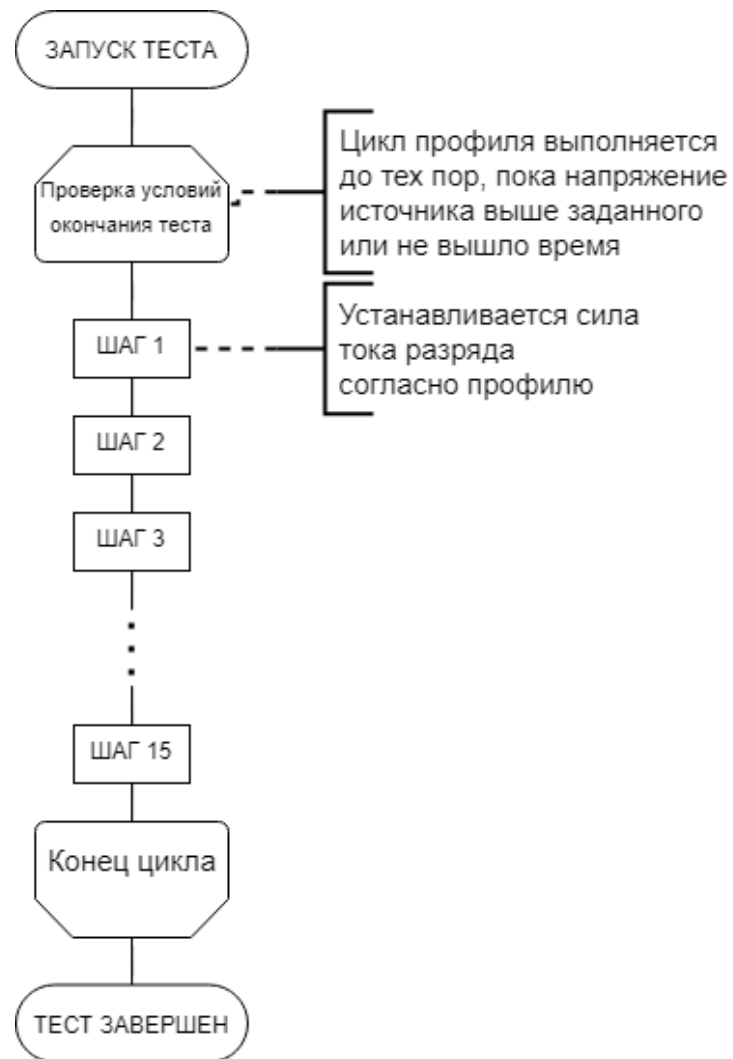 ЗАПУСК ТЕСТА
Проверка условий
окончания теста
Цикл профиля выполняется
до тех пор, пока напряжение
источника выше заданного
или не вышло время
ШАГ 1
Устанавливается сила
тока разряда
согласно профилю
ШАГ 2
ШАГ 3
ШАГ 15
Конец цикла
ТЕСТ ЗАВЕРШЕН